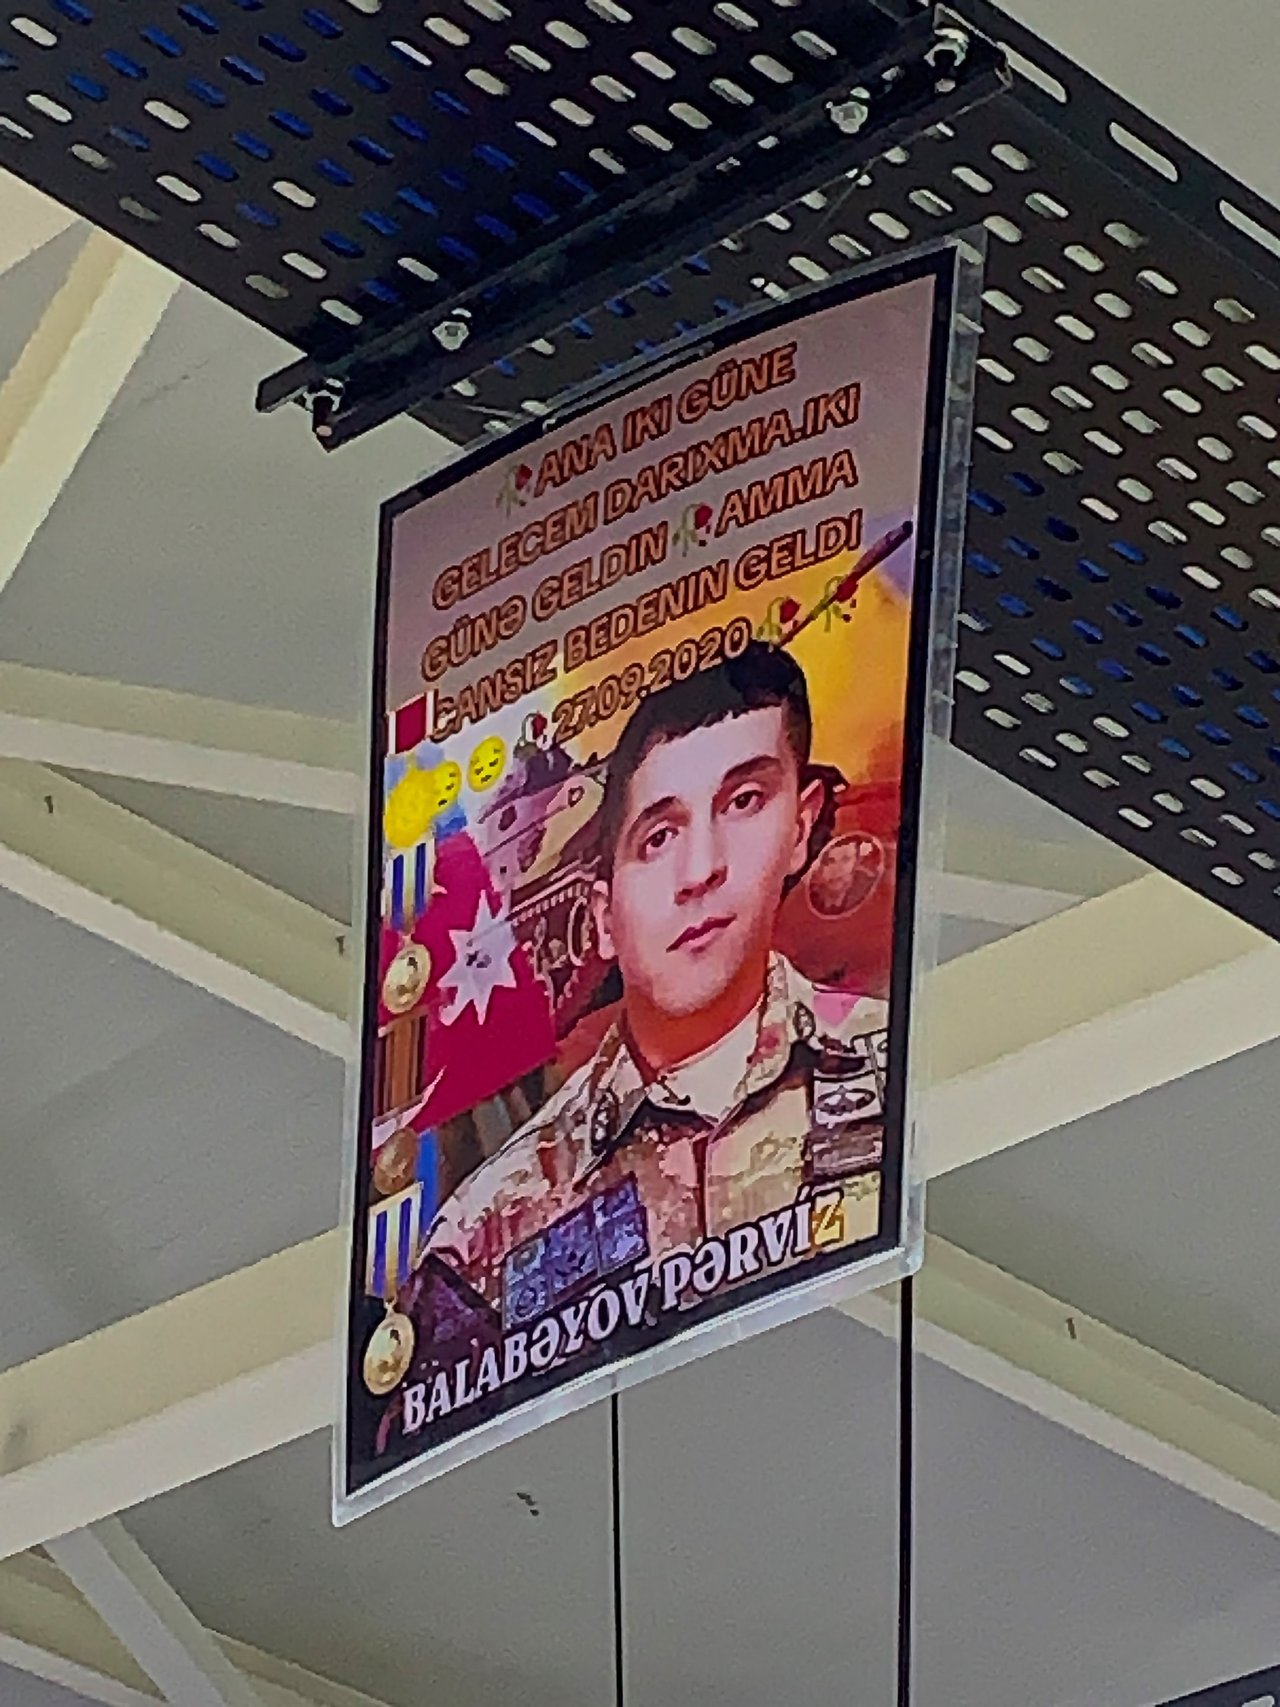 ANA IKI GÜNE
GELECEM DARIXMA.IKI
GÜNƏ GELDIN AMMA
CANSIZ BEDENIN GELDI
27.09.2020
BALABƏYOV PƏRVİZ